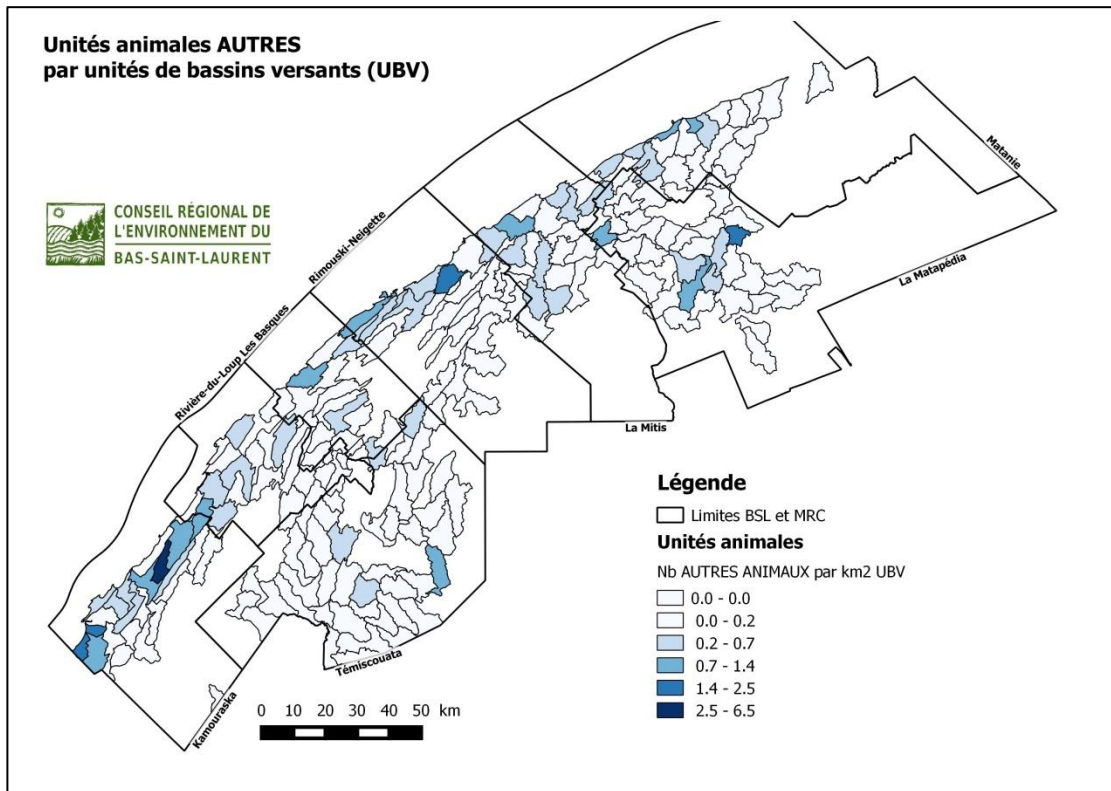 Unités animales AUTRES
par unités de bassins versants (UBV)
CONSEIL RÉGIONAL DE
L'ENVIRONNEMENT DU
BAS-SAINT-LAURENT
Matanie
La Matapédia
Rimouski-Neigette
Rivière-du-Loup Les Basques
La Mitis
Témiscouata
Kamouraska
0 10 20 30 40 50 km
Légende
Limites BSL et MRC
Unités animales
Nb AUTRES ANIMAUX par km2 UBV
0.0 - 0.0
0.0 - 0.2
0.2 - 0.7
0.7 - 1.4
1.4 - 2.5
2.5 - 6.5